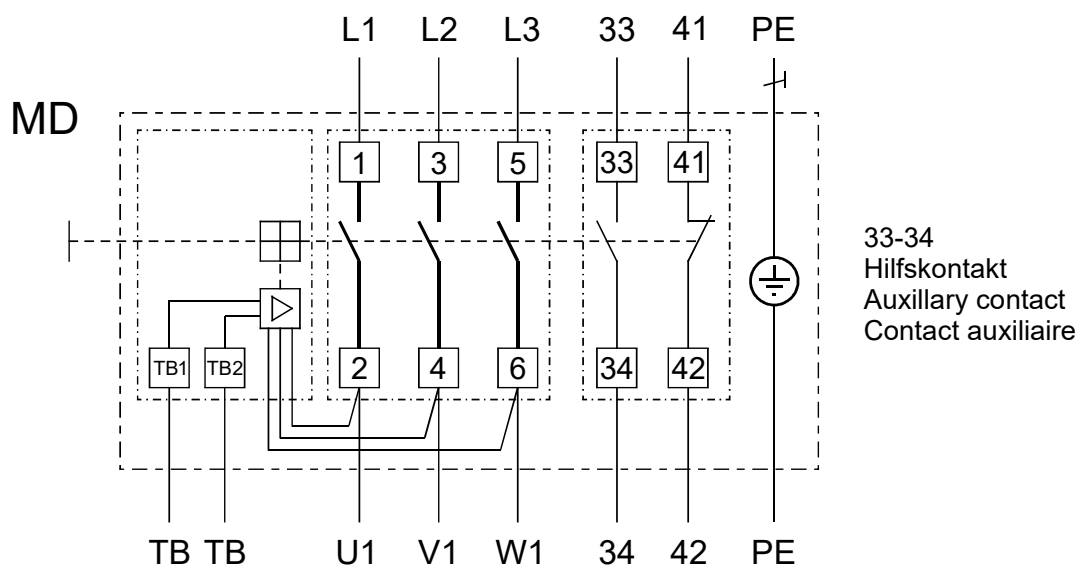 L1 L2 L3 33 41 PE
MD
1 3 5 33 41
33-34
Hilfskontakt
Auxillary contact
Contact auxiliaire
TB1 TB2 2 4 6 34 42
TB TB U1 V1 W1 34 42 PE